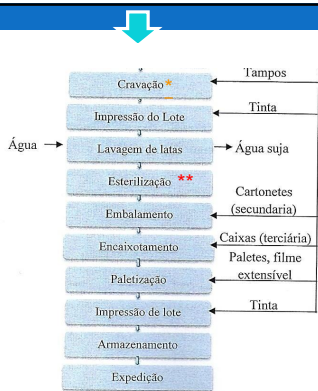 Tampos
Cravação*
Tinta
Impressão do Lote
Água
Lavagem de latas
Água suja
Esterilização **
Cartonetes
(secundaria)
Embalamento
Caixas (terciária)
Encaixotamento
Paletes, filme
extensível
Paletização
Tinta
Impressão de lote
Armazenamento
Expedição